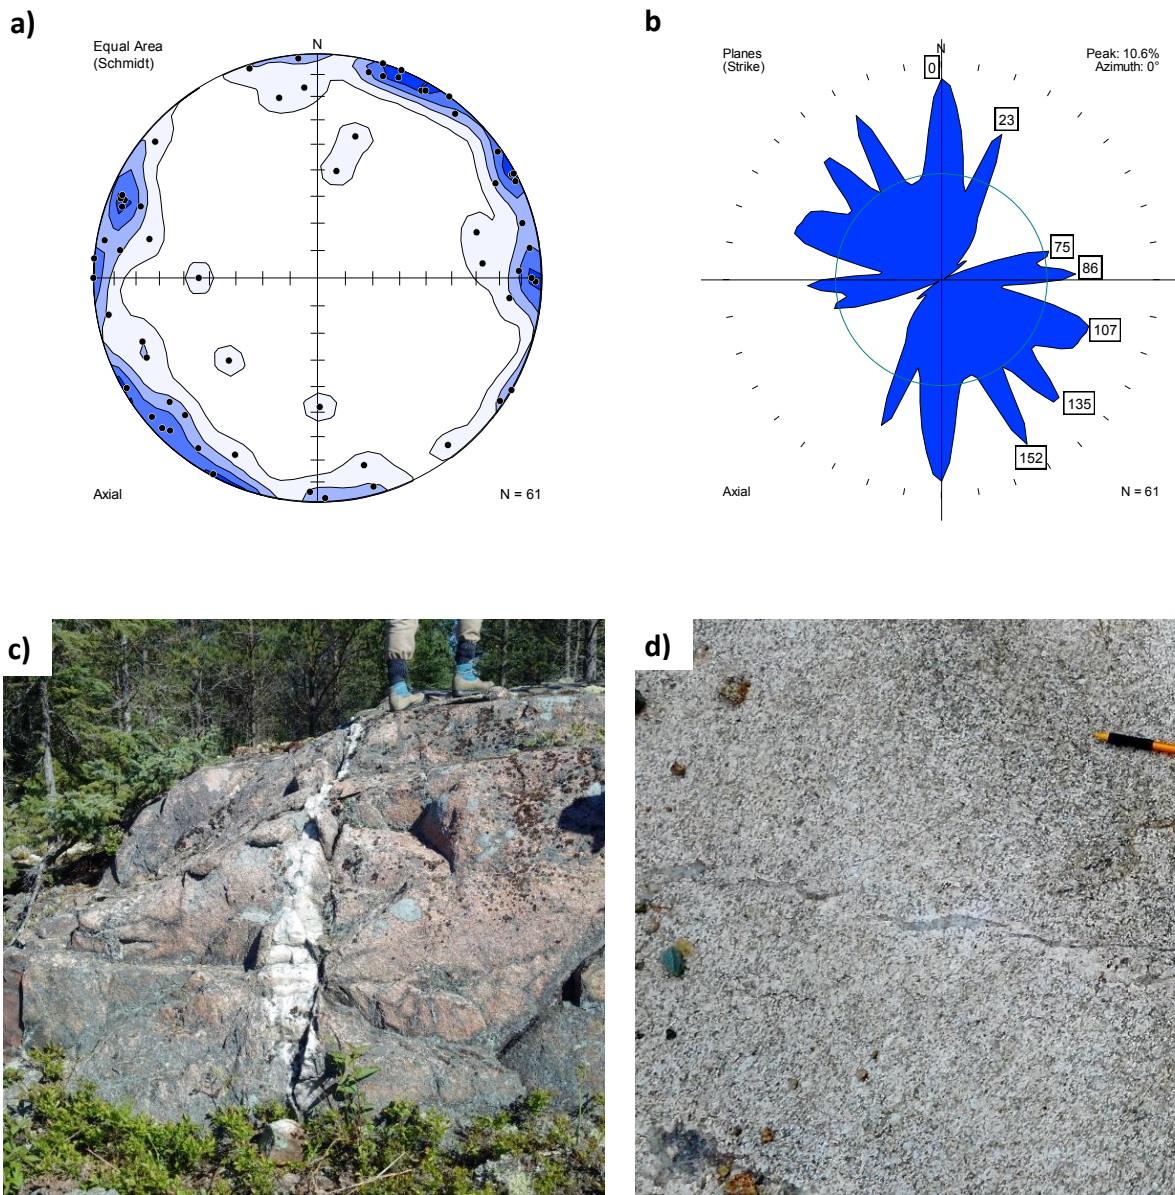 a)
Equal Area
(Schmidt)
N
Axial
N = 61
b
Planes
(Strike)
N
Peak: 10.6%
Azimuth: 0°
0
23
75
86
107
135
152
Axial
N = 61
c)
d)